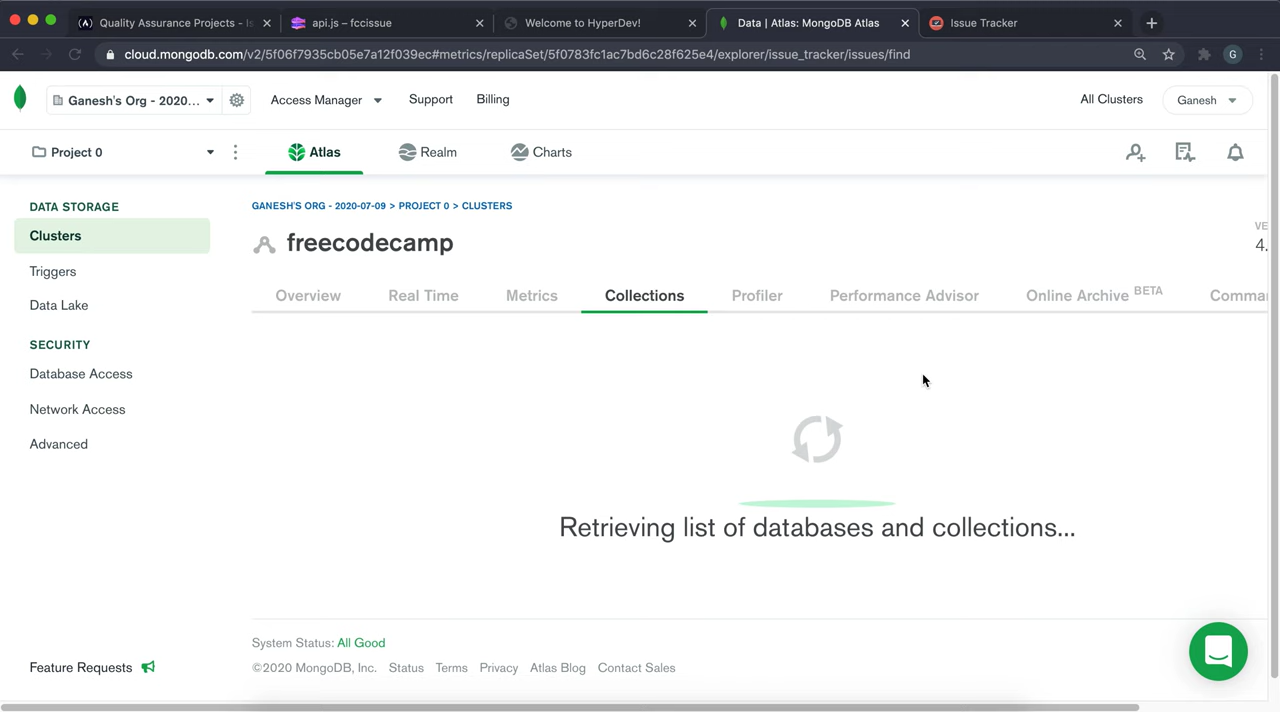 Quality Assurance Projects - Is
api.js – fccissue
Welcome to HyperDev!
Data | Atlas: MongoDB Atlas
Issue Tracker
cloud.mongodb.com/v2/5f06f7935cb05e7a12f039ec#metrics/replicaSet/5f0783fc1ac7bd6c28f625e4/explorer/issue_tracker/issues/find
G
Ganesh's Org - 2020...
Access Manager
Support
Billing
All Clusters
Ganesh
Project 0
Atlas
Realm
Charts
DATA STORAGE
Clusters
Triggers
Data Lake
SECURITY
Database Access
Network Access
Advanced
Feature Requests
GANESH'S ORG - 2020-07-09 > PROJECT 0 > CLUSTERS
freecodecamp
VE
4.
Overview
Real Time
Metrics
Collections
Profiler
Performance Advisor
Online Archive BETA
Comma
Retrieving list of databases and collections...
System Status: All Good
©2020 MongoDB, Inc. Status Terms Privacy Atlas Blog Contact Sales